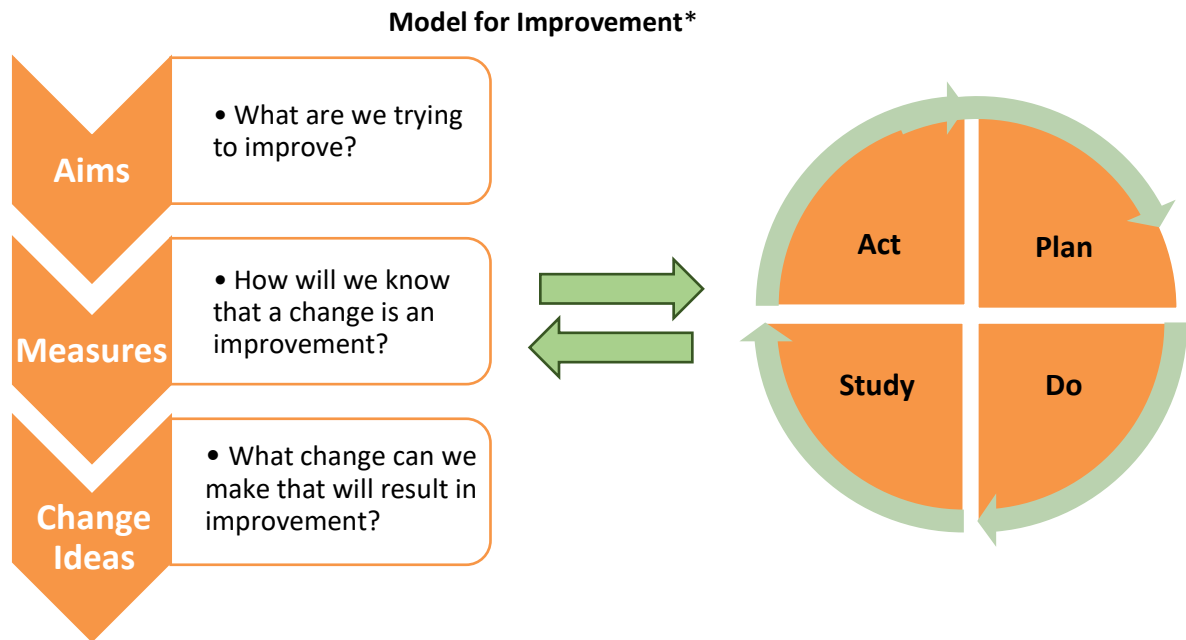 Model for Improvement*
Aims
• What are we trying
to improve?
Measures
• How will we know
that a change is an
improvement?
Change
Ideas
• What change can we
make that will result in
improvement?
Act
Plan
Study
Do